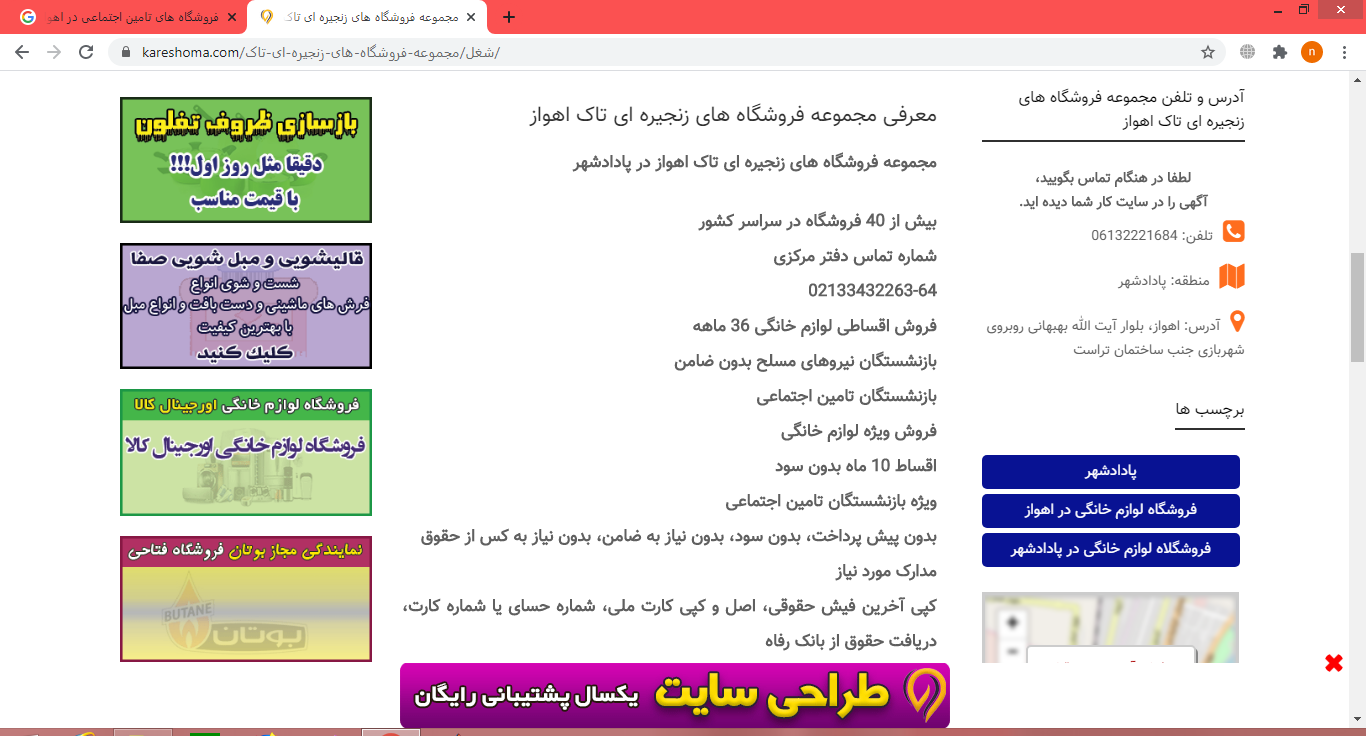 فروشگاه های تامین اجتماعی در اهو
مجموعه فروشگاه های زنجیره ای تاک
kareshoma.com/شغل/مجموعه-فروشگاه-های-زنجیره-ای-تاک/
n
آدرس و تلفن مجموعه فروشگاه های
زنجیره ای تاک اهواز
لطفا در هنگام تماس بگویید،
آگهی را در سایت کار شما دیده اید.
تلفن: 06132221684
منطقه: پادادشهر
آدرس: اهواز، بلوار آیت الله بهبهانی روبروی
شهربازی جنب ساختمان تراست
برچسب ها
پادادشهر
فروشگاه لوازم خانگی در اهواز
فروشگلاه لوازم خانگی در پادادشهر
معرفی مجموعه فروشگاه های زنجیره ای تاک اهواز
مجموعه فروشگاه های زنجیره ای تاک اهواز در پادادشهر
بیش از 40 فروشگاه در سراسر کشور
شماره تماس دفتر مرکزی
02133432263-64
فروش اقساطی لوازم خانگی 36 ماهه
بازنشستگان نیروهای مسلح بدون ضامن
بازنشستگان تامین اجتماعی
فروش ویژه لوازم خانگی
اقساط 10 ماه بدون سود
ویژه بازنشستگان تامین اجتماعی
بدون پیش پرداخت، بدون سود، بدون نیاز به ضامن، بدون نیاز به کس از حقوق
مدارک مورد نیاز
کپی آخرین فیش حقوقی، اصل و کپی کارت ملی، شماره حسای یا شماره کارت،
دریافت حقوق از بانک رفاه
بازسازی ظروف تفلون
دقیقا مثل روز اول!!!
با قیمت مناسب
قالیشویی و مبل شویی صفا
شست و شوی انواع
فرش های ماشینی و دست بافت و انواع مبل
با بهترین کیفیت
کلیك کنید
فروشگاه لوازم خانگی اورجینال کالا
فروشگاه لوازم خانگی اورجینال کالا
نمایندگی مجاز بوتان فروشگاه فتاحی
BUTANE
بوتان
طراحی سایت یکسال پشتیبانی رایگان